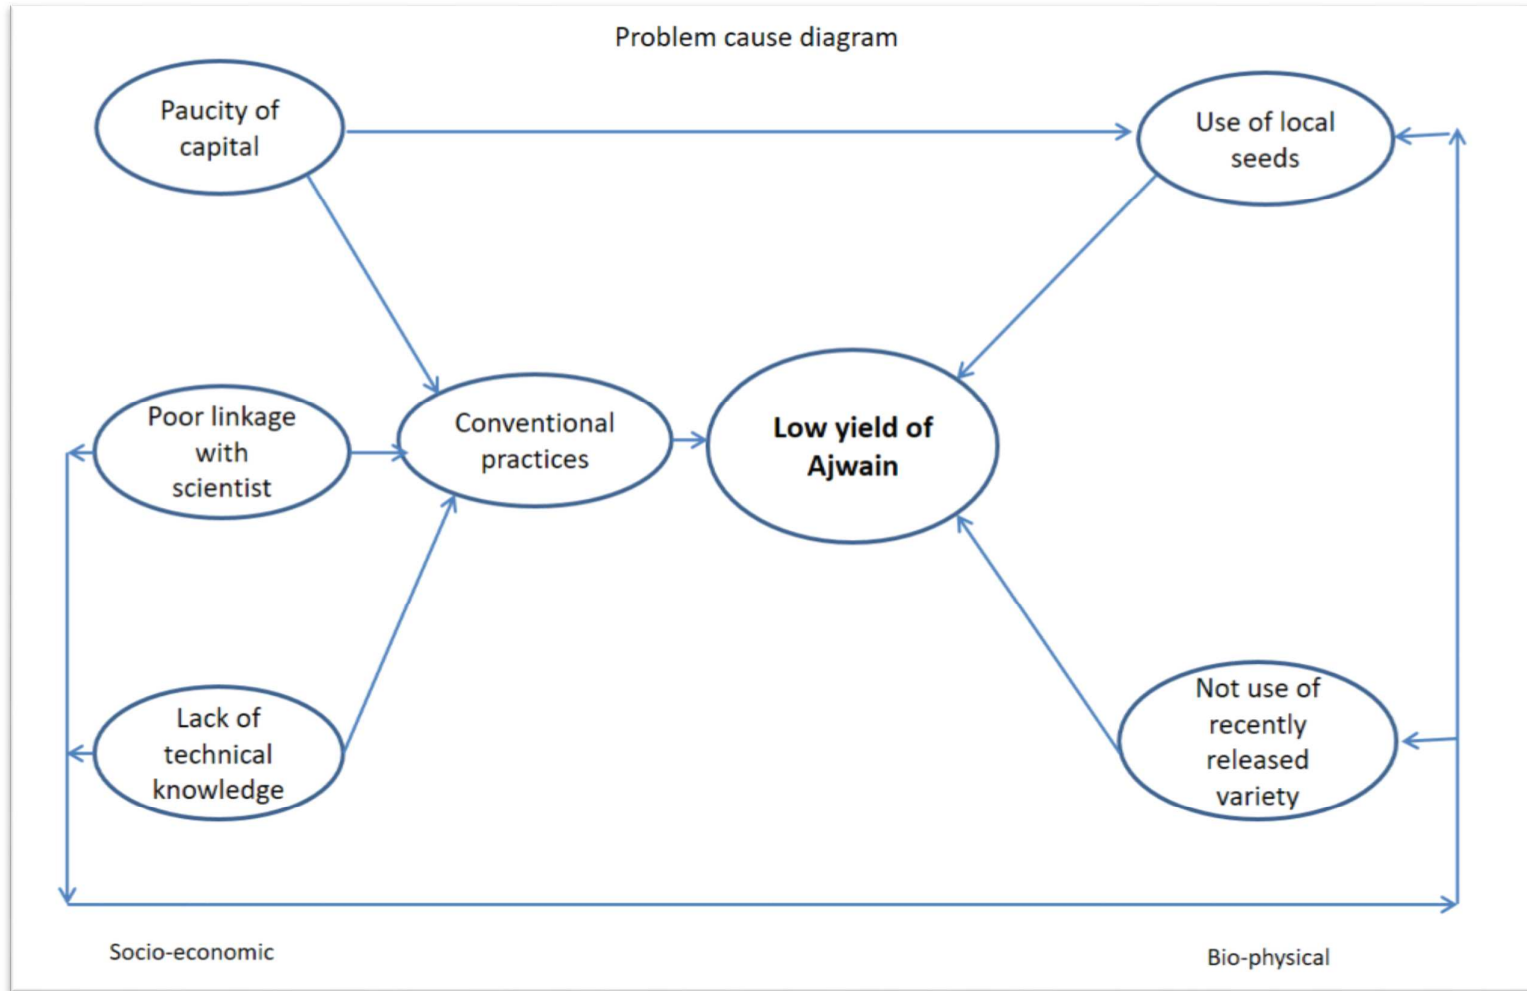 Problem cause diagram
Paucity of
capital
Use of local
seeds
Poor linkage
with
scientist
Conventional
practices
Low yield of
Ajwain
Lack of
technical
knowledge
Not use of
recently
released
variety
Socio-economic
Bio-physical